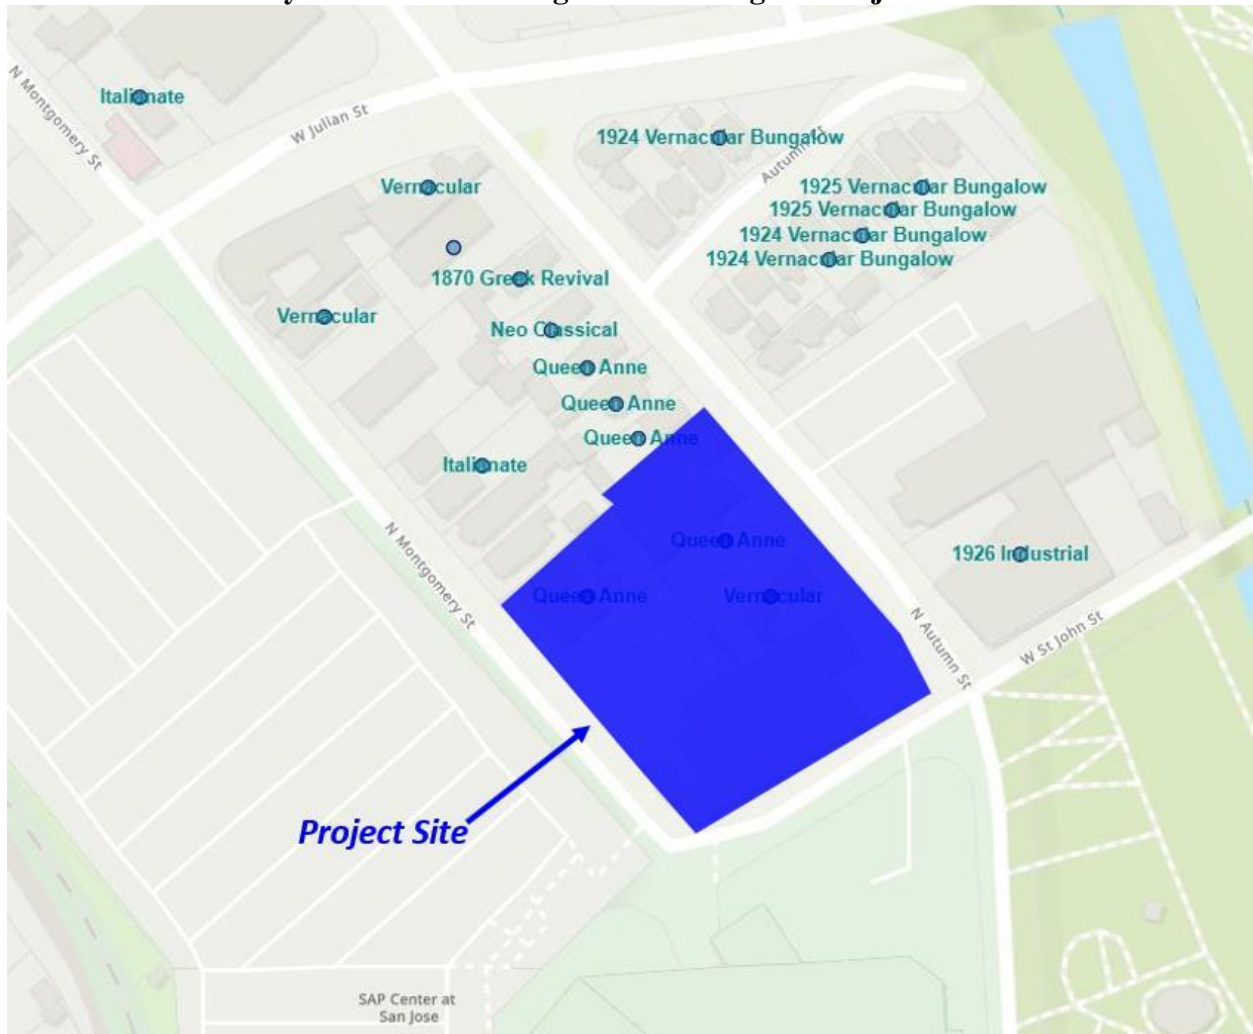 N Montgomery St
Italianate
W Julian St
1924 Vernacular Bungalow
Autumn
Vernacular
1925 Vernacular Bungalow
1925 Vernacular Bungalow
1924 Vernacular Bungalow
1924 Vernacular Bungalow
1870 Greek Revival
Vernacular
Neo Classical
Queen Anne
Queen Anne
Queen Anne
Italianate
Queen Anne
1926 Industrial
N Montgomery St
Queen Anne
Vernacular
N Autumn St
W St John St
Project Site
SAP Center at
San Jose